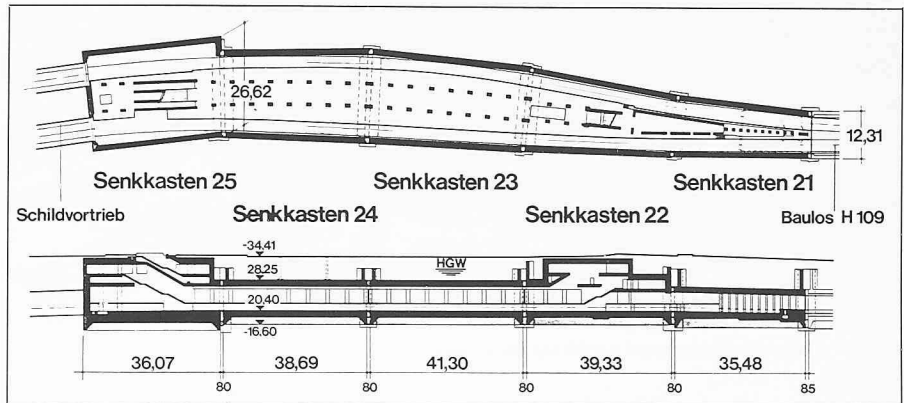 26,62
12,31
Senkkasten 25
Senkkasten 23
Senkkasten 21
Schildvortrieb
Senkkasten 24
Senkkasten 22
Baulos H 109
-34,41
28,25
HGW
20,40
-16,60
36,07
38,69
41,30
39,33
35,48
80
80
80
80
85